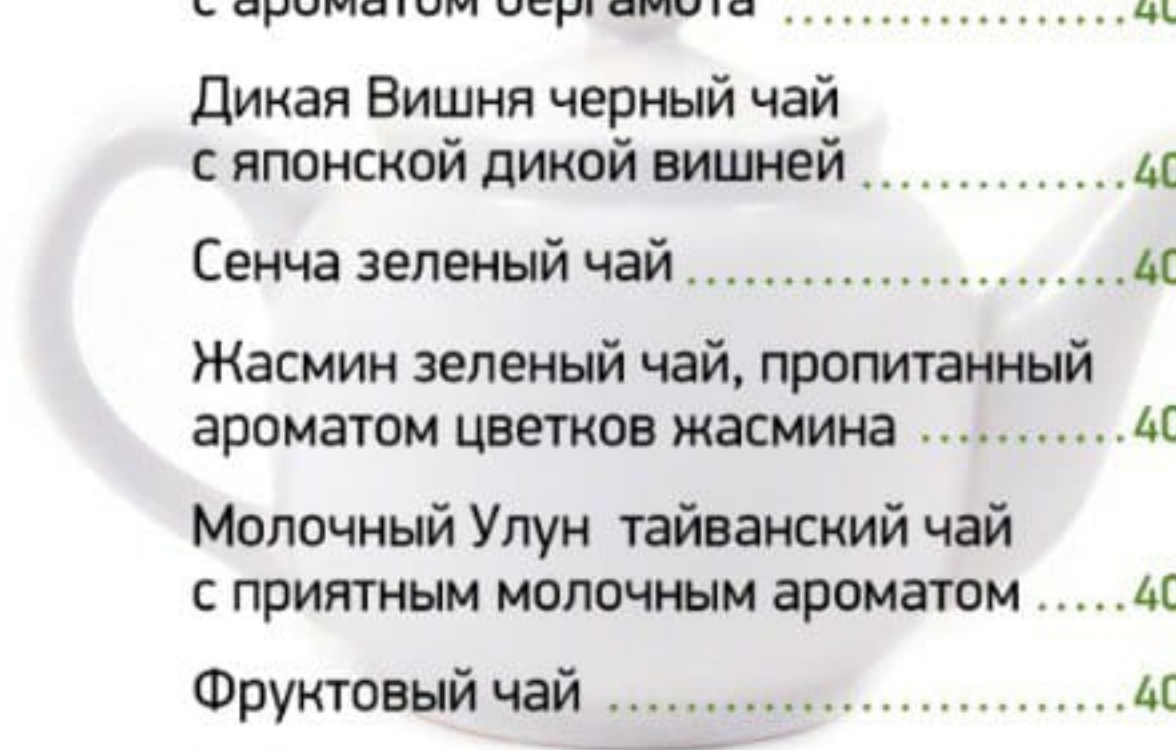 с ароматом бергамота ..................40
Дикая Вишня черный чай
с японской дикой вишней ..............40
Сенча зеленый чай .......................40
Жасмин зеленый чай, пропитанный
ароматом цветков жасмина ...........40
Молочный Улун тайванский чай
с приятным молочным ароматом .....40
Фруктовый чай ...........................40